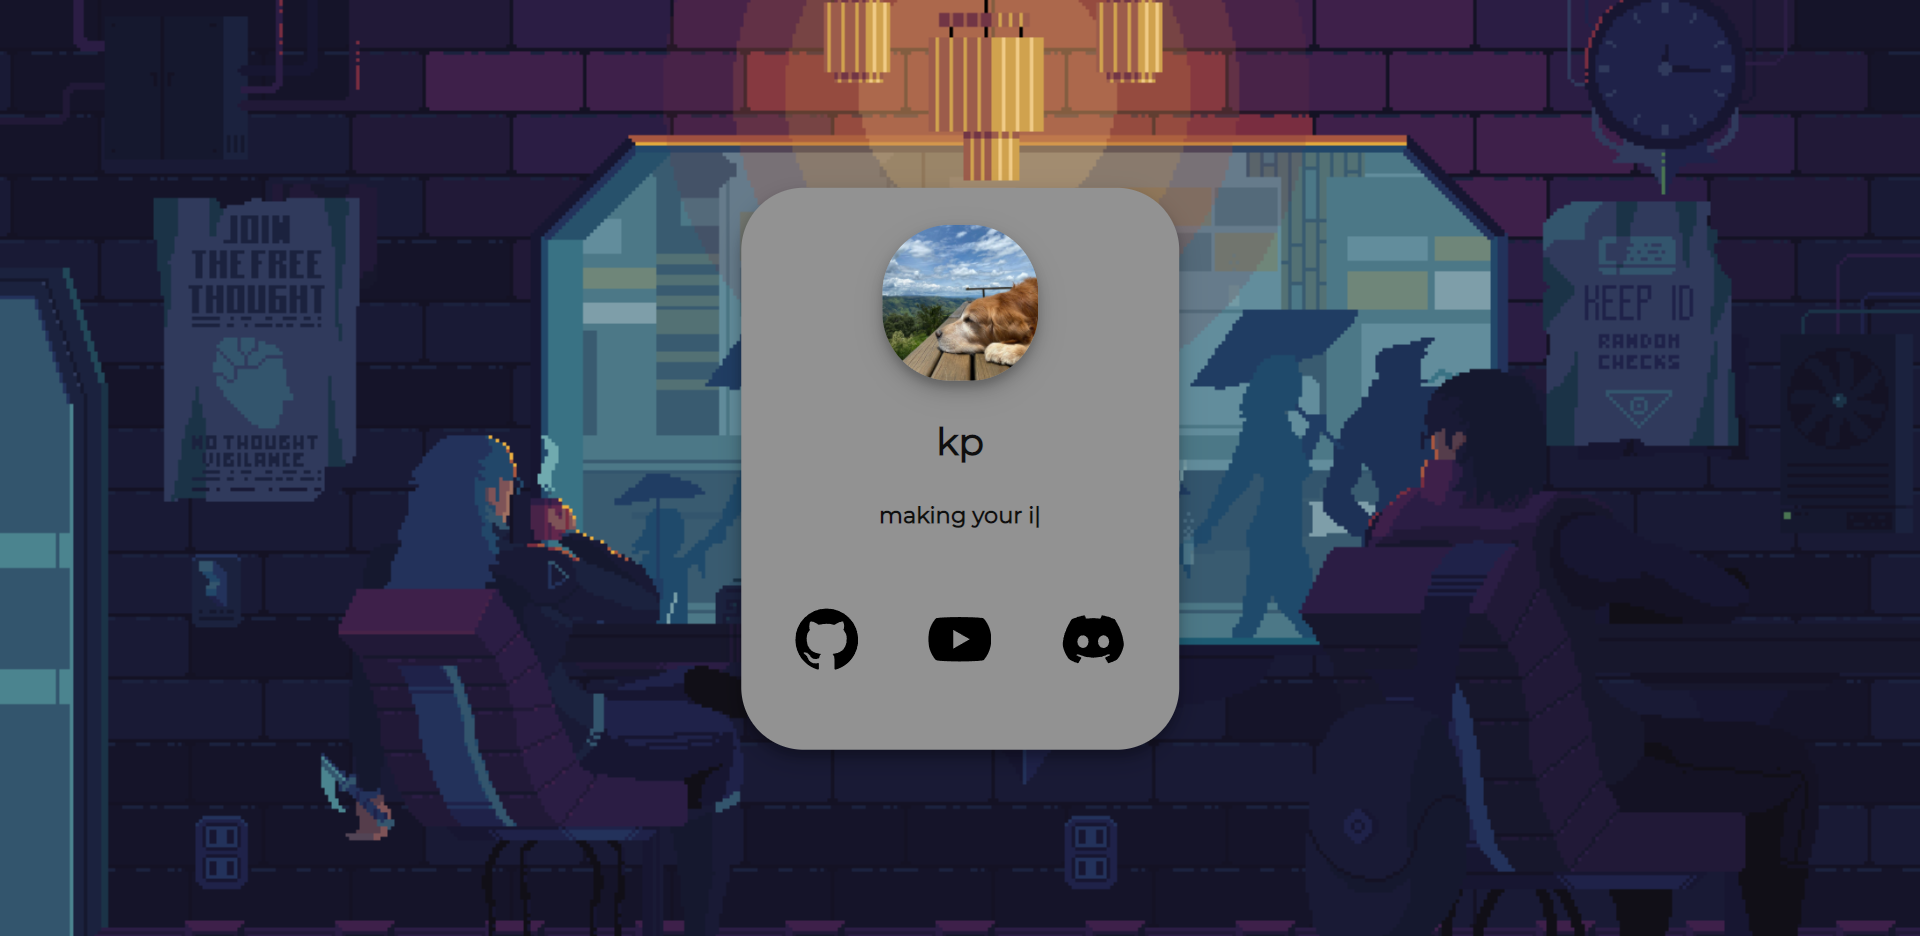 JOIN
THE FREE
THOUGHT
NO THOUGHT
VIGILANCE
KEEP ID
RANDOM
CHECKS
kp
making your i|